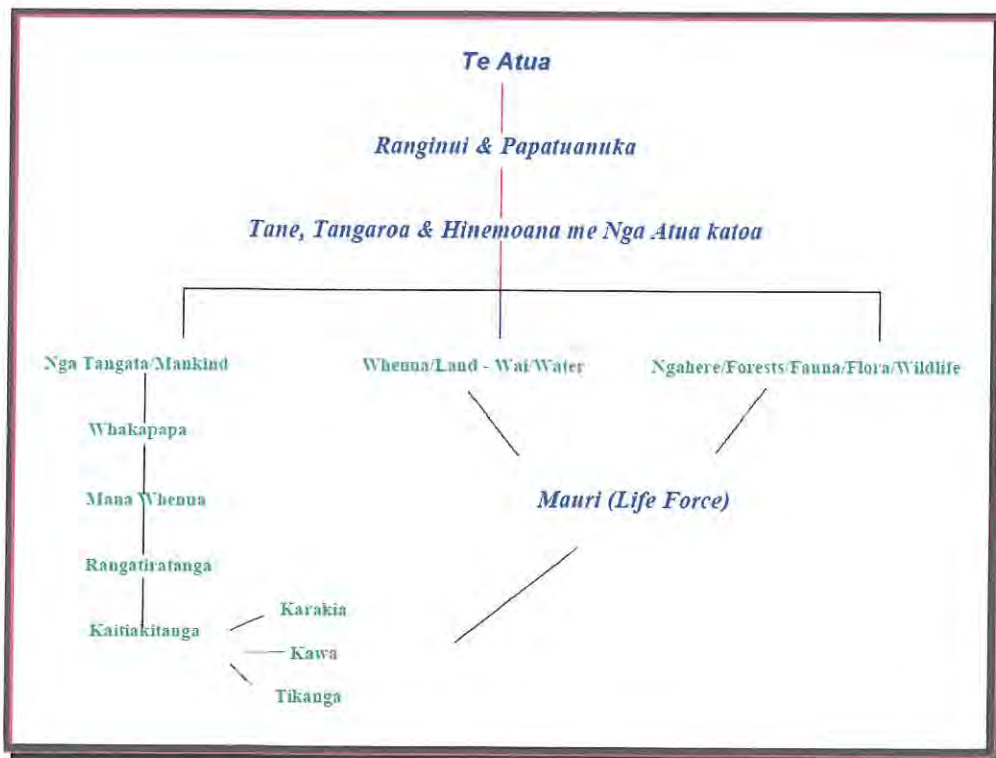 Te Atua
Ranginui & Papatuanuka
Tane, Tangaroa & Hinemoana me Nga Atua katoa
Nga Tangata/Mankind
Whenua/Land - Wai/Water
Ngahere/Forests/Fauna/Flora/Wildlife
Whakapapa
Mana Whenua
Mauri (Life Force)
Rangatiratanga
Karakia
Kaitiakitanga
Kawa
Tikanga